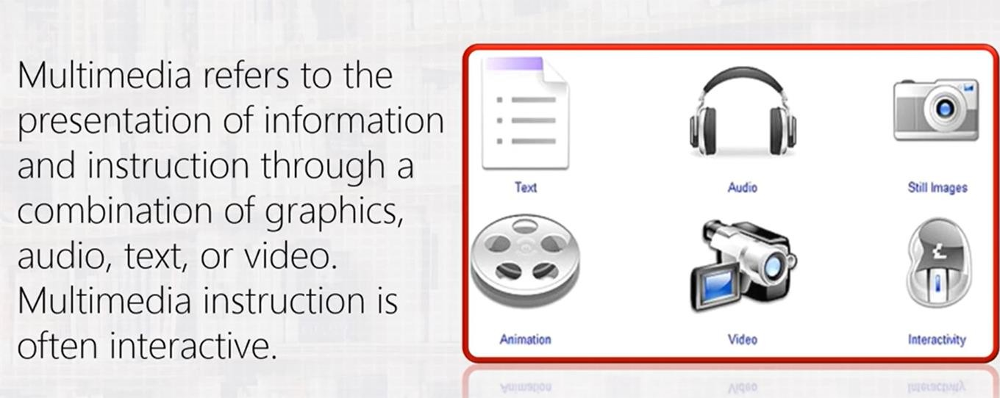 Multimedia refers to the
presentation of information
and instruction through a
combination of graphics,
audio, text, or video.
Multimedia instruction is
often interactive.
Text
Audio
Still Images
Animation
Video
Interactivity